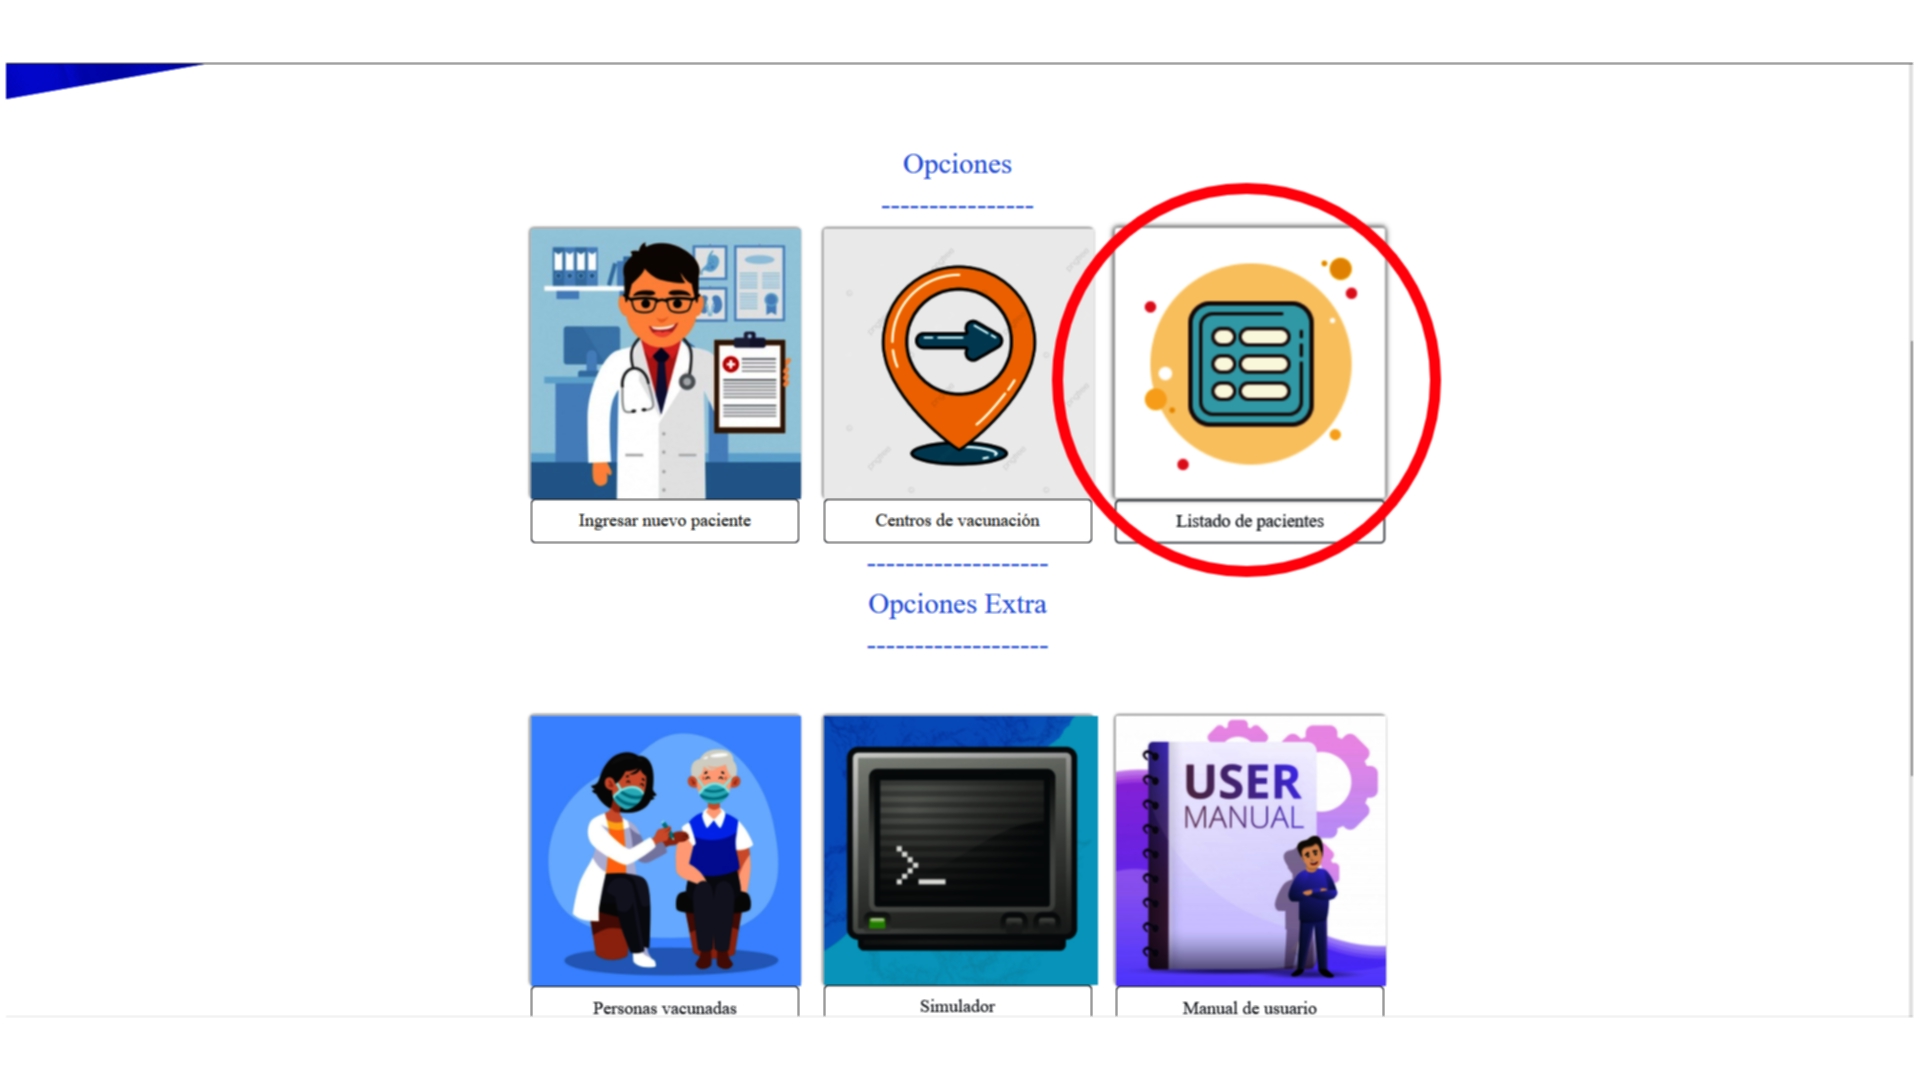 Opciones
----------------
Ingresar nuevo paciente
Centros de vacunación
Listado de pacientes
-------------------
Opciones Extra
-------------------
USER
MANUAL
>_
Personas vacunadas
Simulador
Manual de usuario